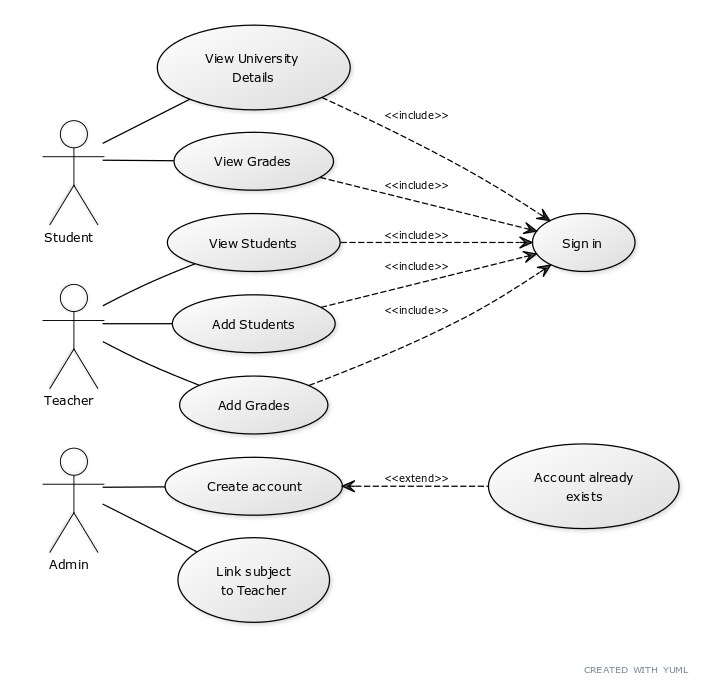 View University
Details
<<include>>
View Grades
<<include>>
Student
View Students
<<include>>
Sign in
<<include>>
Add Students
<<include>>
Teacher
Add Grades
Create account
<<extend>>
Account already
exists
Admin
Link subject
to Teacher
CREATED WITH YUML